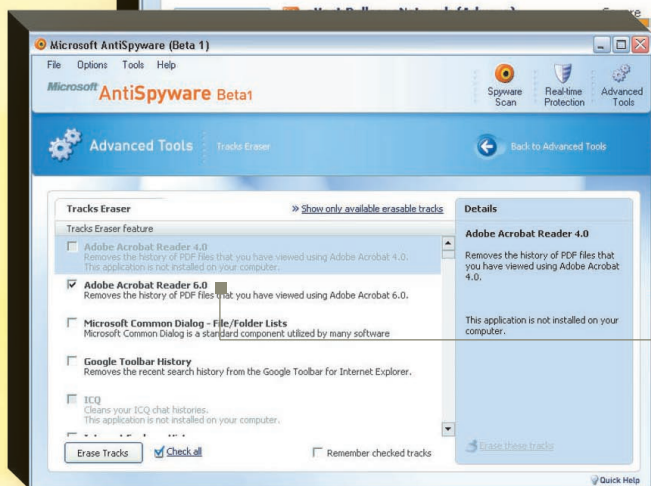 Microsoft AntiSpyware (Beta 1)
File Options Tools Help
Microsoft AntiSpyware Beta1
Spyware Scan
Real-time Protection
Advanced Tools
Advanced Tools
Tracks Eraser
Back to Advanced Tools
Tracks Eraser
» Show only available erasable tracks
Tracks Eraser feature
Adobe Acrobat Reader 4.0
Removes the history of PDF files that you have viewed using Adobe Acrobat 4.0.
This application is not installed on your computer.
Adobe Acrobat Reader 6.0
Removes the history of PDF files that you have viewed using Adobe Acrobat 6.0.
Microsoft Common Dialog - File/Folder Lists
Microsoft Common Dialog is a standard component utilized by many software
Google Toolbar History
Removes the recent search history from the Google Toolbar for Internet Explorer.
ICQ
Cleans your ICQ chat histories.
This application is not installed on your computer.
Erase Tracks
Check all
Remember checked tracks
Details
Adobe Acrobat Reader 4.0
Removes the history of PDF files that
you have viewed using Adobe Acrobat
4.0.
This application is not installed on your
computer.
Erase these tracks
Quick Help